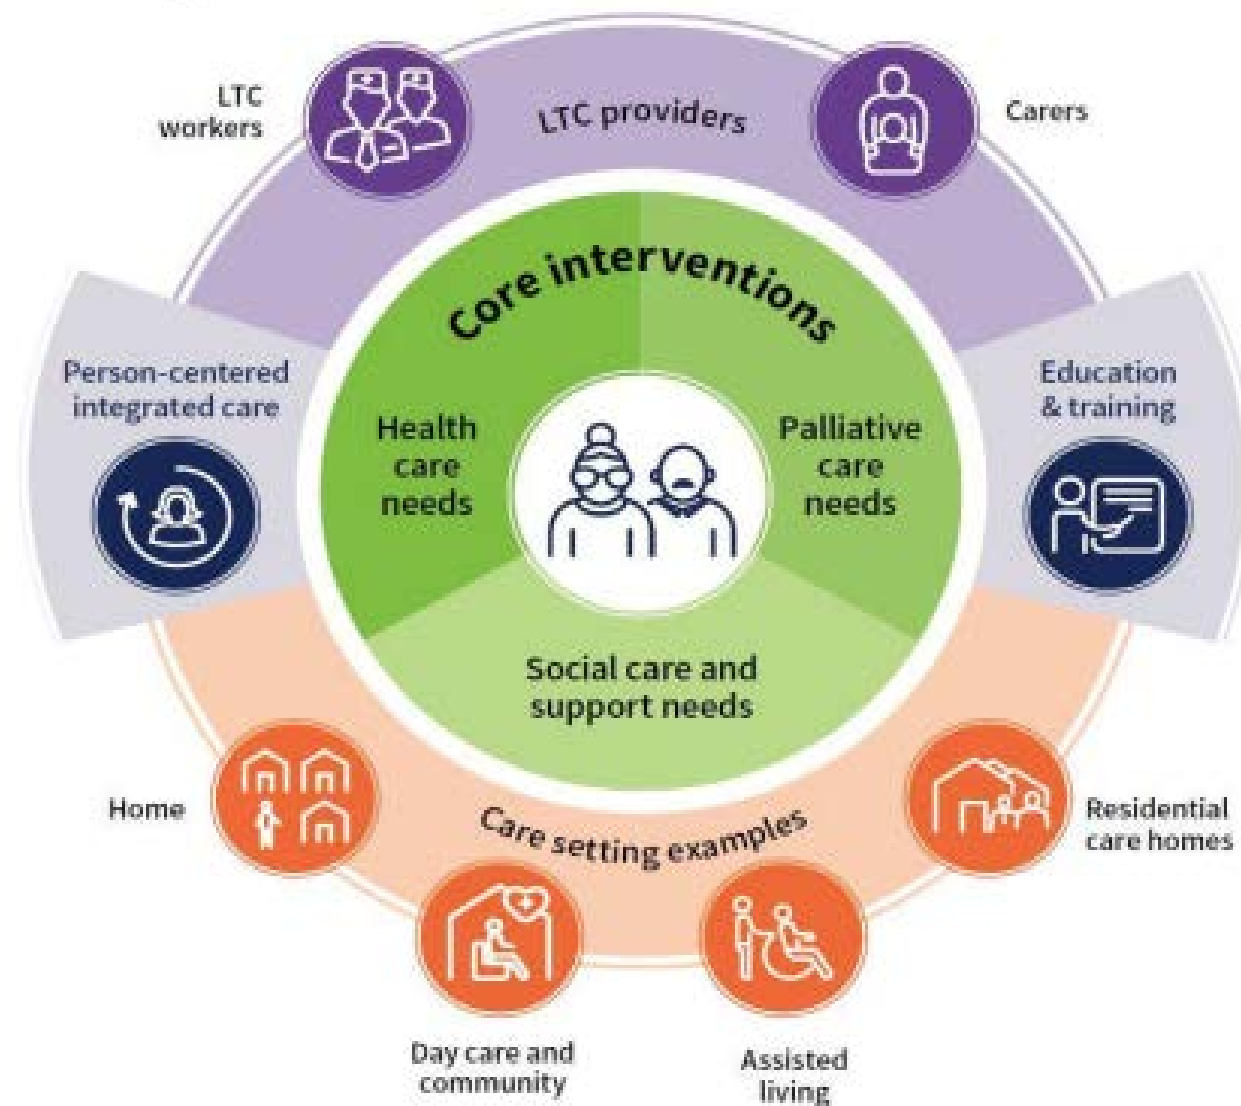 LTC
workers
LTC providers
Carers
Core interventions
Person-centered
integrated care
Health
care
needs
Palliative
care
needs
Education
& training
Social care and
support needs
Home
Care setting examples
Residential
care homes
Day care and
community
Assisted
living